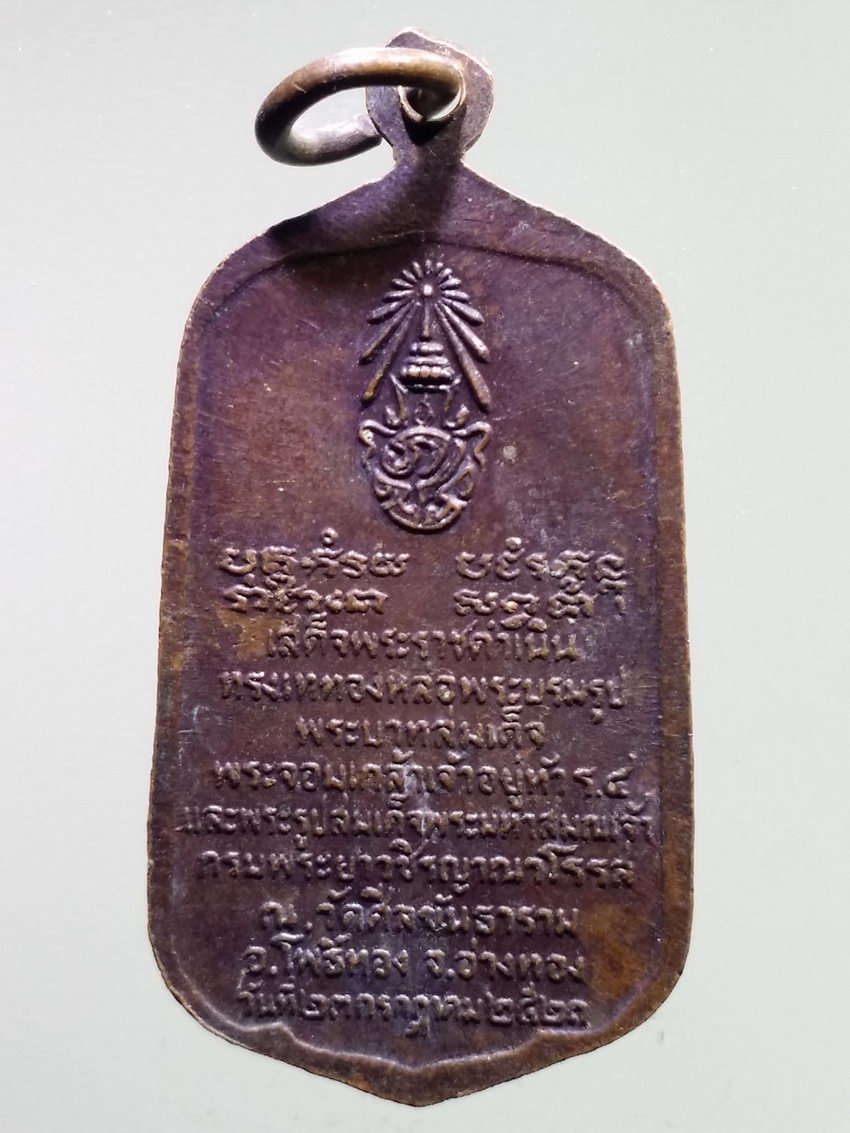 เสด็จพระราชดำเนิน
ทรงเททองหล่อพระบรมรูป
พระบาทสมเด็จ
พระจอมเกล้าเจ้าอยู่หัว ร.๔
และพระรูปสมเด็จพระมหาสมณเจ้า
กรมพระยาวชิรญาณวโรรส
ณ วัดศีลขันธาราม
อ.โพธิ์ทอง จ.อ่างทอง
วันที่๒๓กรกฎาคม๒๕๒๓